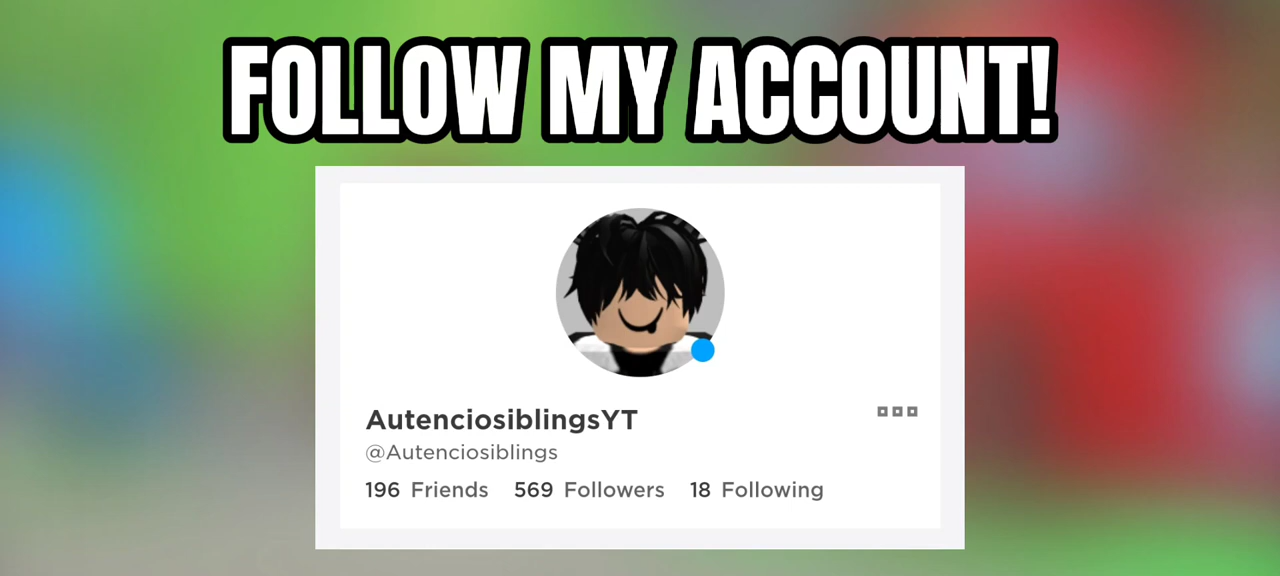 FOLLOW MY ACCOUNT!
AutenciosiblingsYT
@Autenciosiblings
196 Friends 569 Followers 18 Following